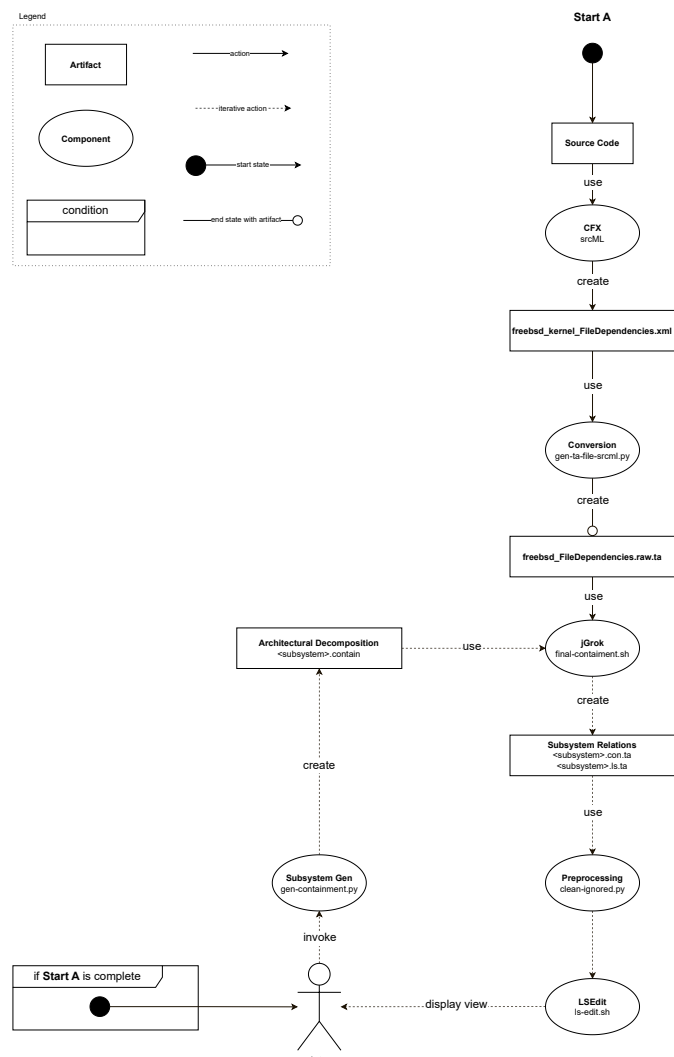 Legend
Artifact
action
iterative action
Component
start state
condition
end state with artifact
Start A
Source Code
use
CFX
srcML
create
freebsd_kernel_FileDependencies.xml
use
Conversion
gen-ta-file-srcml.py
create
freebsd_FileDependencies.raw.ta
use
Architectural Decomposition
<subsystem>.contain
use
jGrok
final-contaiment.sh
create
Subsystem Relations
<subsystem>.con.ta
<subsystem>.ls.ta
create
use
Subsystem Gen
gen-containment.py
Preprocessing
clean-ignored.py
invoke
if Start A is complete
display view
LSEdit
ls-edit.sh